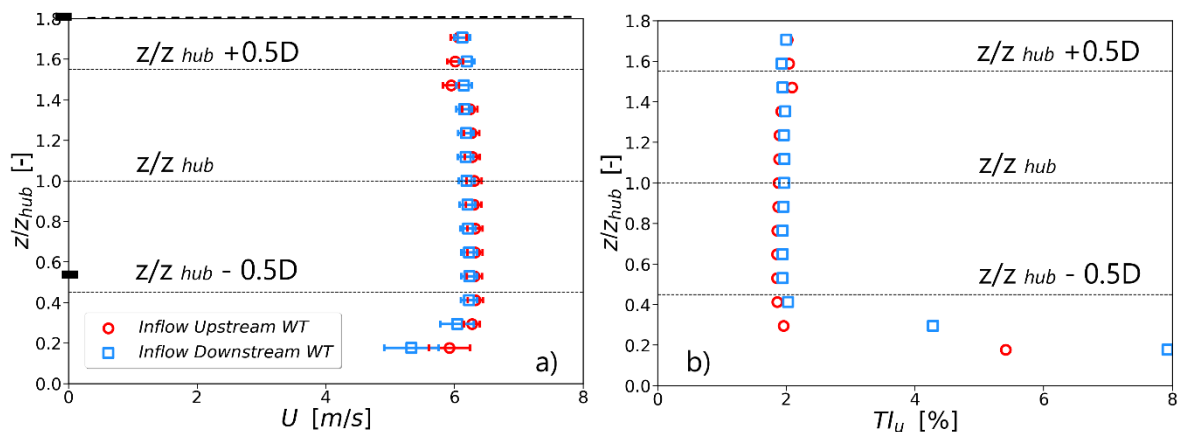 1.8
1.6
1.4
1.2
1.0
0.8
0.6
0.4
0.2
0.0
z/z_hub [-]
z/z hub +0.5D
z/z hub
z/z hub - 0.5D
Inflow Upstream WT
Inflow Downstream WT
a)
0 2 4 6 8
U [m/s]
1.8
1.6
1.4
1.2
1.0
0.8
0.6
0.4
0.2
0.0
z/z_hub [-]
z/z hub +0.5D
z/z hub
z/z hub - 0.5D
b)
0 2 4 6 8
TI_u [%]